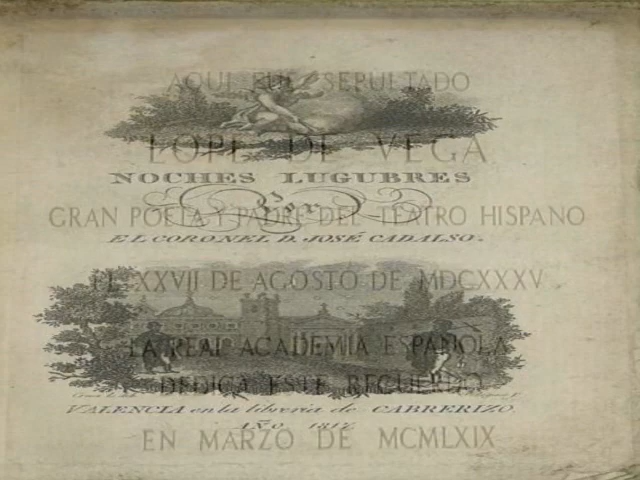 AQUI FUE SEPULTADO
LOPE DE VEGA
NOCHES LUGUBRES
Por
GRAN POETA Y PADRE DEL TEATRO HISPANO
EL CORONEL D. JOSÉ CADALSO.
EL XXVII DE AGOSTO DE MDCXXXV
LA REAL ACADEMIA ESPAÑOLA
DEDICA ESTE RECUERDO
VALENCIA en la librería de CABRERIZO.
AÑO 1817.
EN MARZO DE MCMLXIX